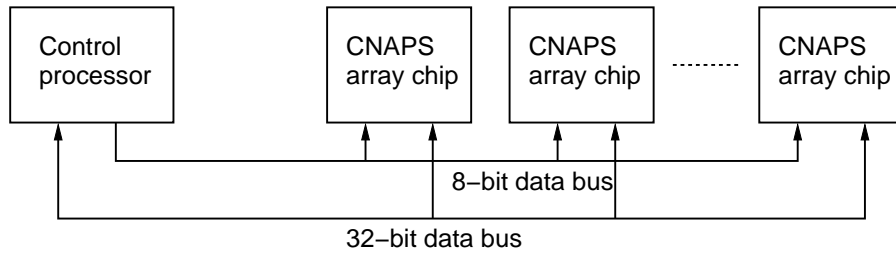 Control
processor
CNAPS
array chip
CNAPS
array chip
CNAPS
array chip
8−bit data bus
32−bit data bus